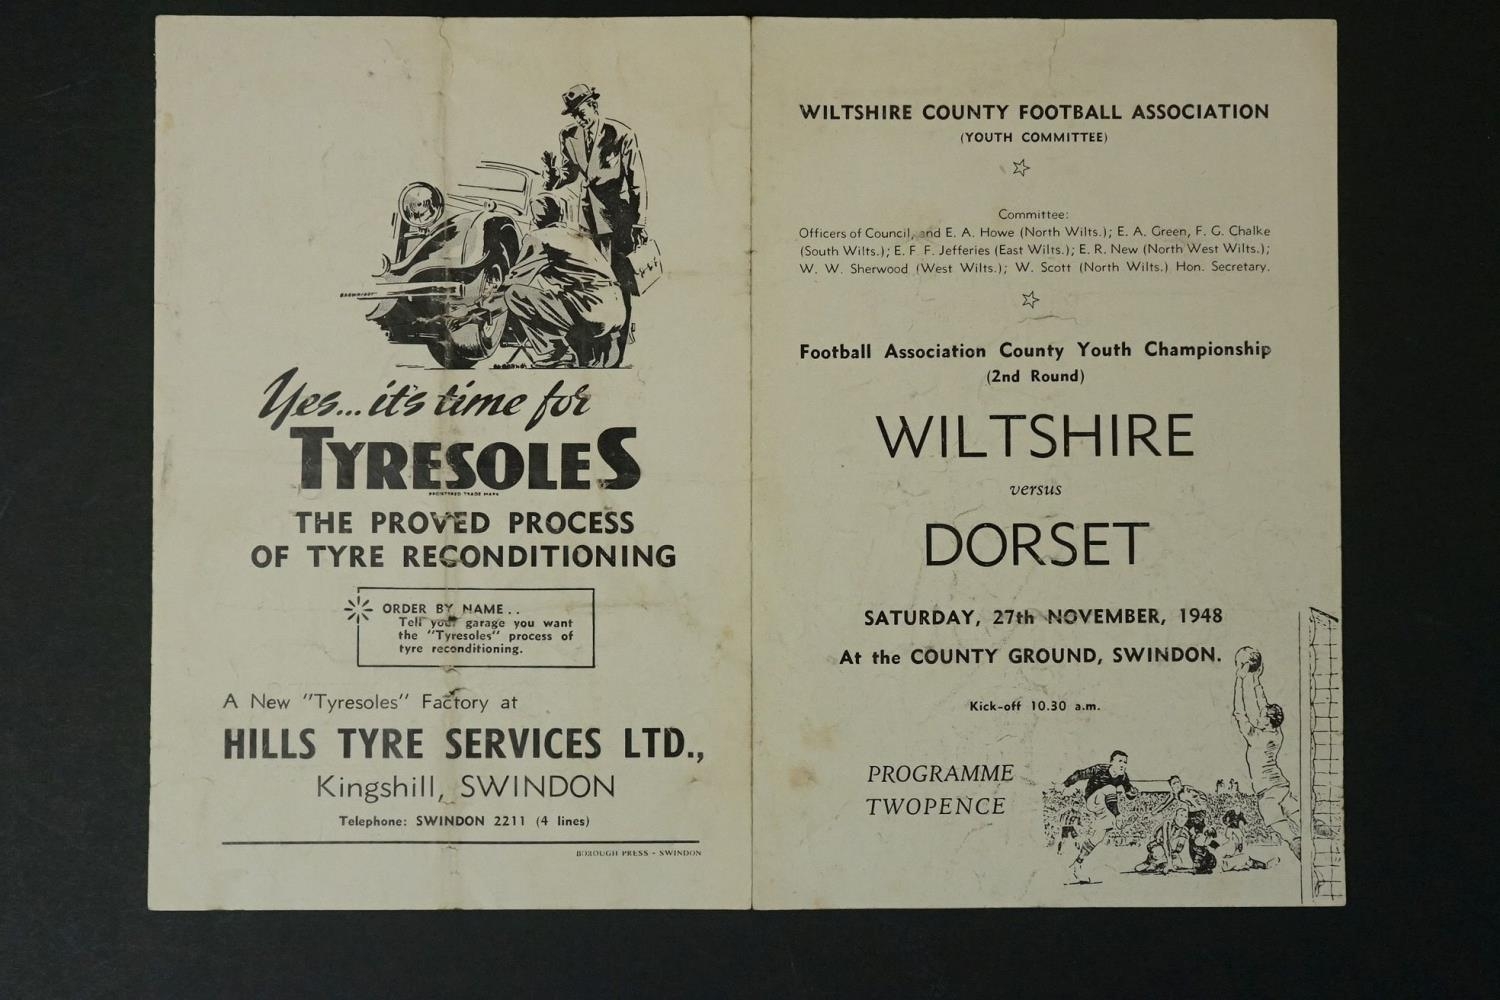 Yes... it's time for
TYRESOLES
REGISTERED TRADE MARK
THE PROVED PROCESS
OF TYRE RECONDITIONING
ORDER BY NAME..
Tell your garage you want
the "Tyresoles" process of
tyre reconditioning.
A New "Tyresoles" Factory at
HILLS TYRE SERVICES LTD.,
Kingshill, SWINDON
Telephone: SWINDON 2211 (4 lines)
BOROUGH PRESS - SWINDON
WILTSHIRE COUNTY FOOTBALL ASSOCIATION
(YOUTH COMMITTEE)
Committee:
Officers of Council, and E. A. Howe (North Wilts.); E. A. Green, F. G. Chalke
(South Wilts.); E. F. F. Jefferies (East Wilts.); E. R. New (North West Wilts.);
W. W. Sherwood (West Wilts.); W. Scott (North Wilts.) Hon. Secretary.
Football Association County Youth Championship
(2nd Round)
WILTSHIRE
versus
DORSET
SATURDAY, 27th NOVEMBER, 1948
At the COUNTY GROUND, SWINDON.
Kick-off 10.30 a.m.
PROGRAMME
TWOPENCE